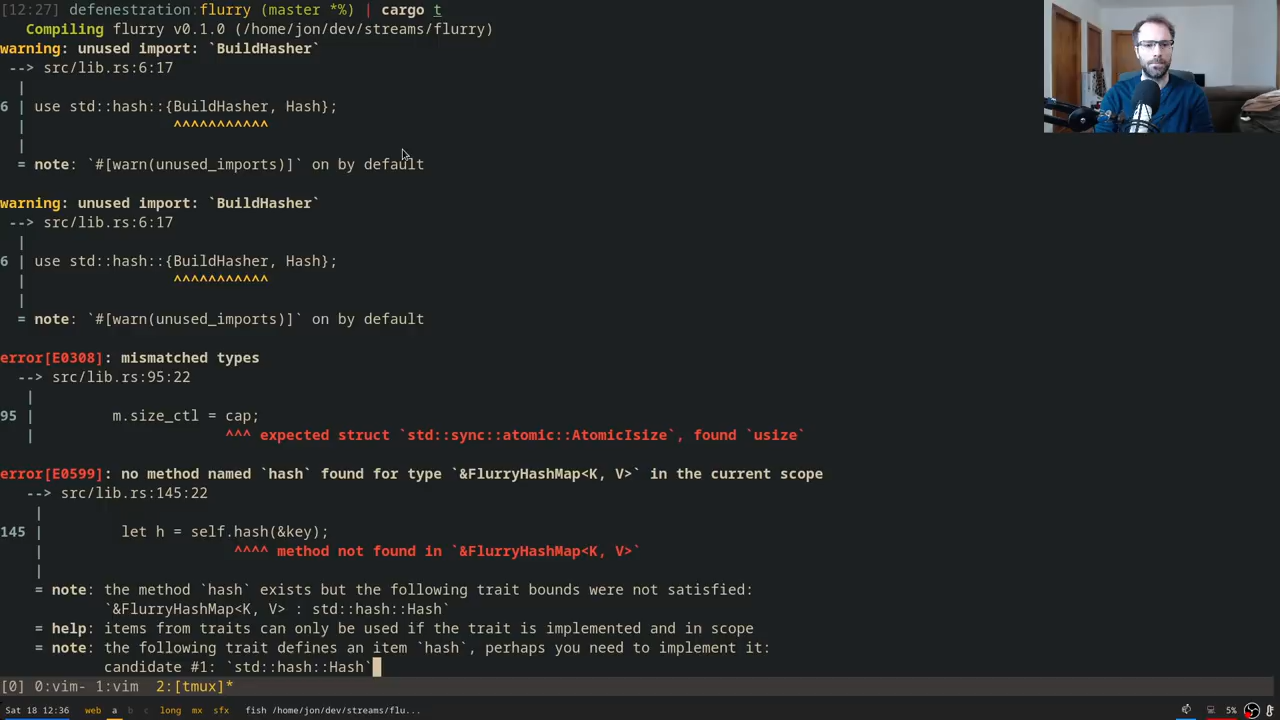 [12:27] defenestration:flurry (master *%) | cargo t
Compiling flurry v0.1.0 (/home/jon/dev/streams/flurry)
warning: unused import: `BuildHasher`
--> src/lib.rs:6:17
|
6 | use std::hash::{BuildHasher, Hash};
| ^^^^^^^^^^^
|
= note: `#[warn(unused_imports)]` on by default
warning: unused import: `BuildHasher`
--> src/lib.rs:6:17
|
6 | use std::hash::{BuildHasher, Hash};
| ^^^^^^^^^^^
|
= note: `#[warn(unused_imports)]` on by default
error[E0308]: mismatched types
--> src/lib.rs:95:22
|
95 | m.size_ctl = cap;
| ^^^ expected struct `std::sync::atomic::AtomicIsize`, found `usize`
error[E0599]: no method named `hash` found for type `&FlurryHashMap<K, V>` in the current scope
--> src/lib.rs:145:22
|
145 | let h = self.hash(&key);
| ^^^^ method not found in `&FlurryHashMap<K, V>`
|
= note: the method `hash` exists but the following trait bounds were not satisfied:
`&FlurryHashMap<K, V> : std::hash::Hash`
= help: items from traits can only be used if the trait is implemented and in scope
= note: the following trait defines an item `hash`, perhaps you need to implement it:
candidate #1: `std::hash::Hash`
[0] 0:vim- 1:vim 2:[tmux]*
Sat 18 12:36 web a b c long mx sfx fish /home/jon/dev/streams/flu... 5%